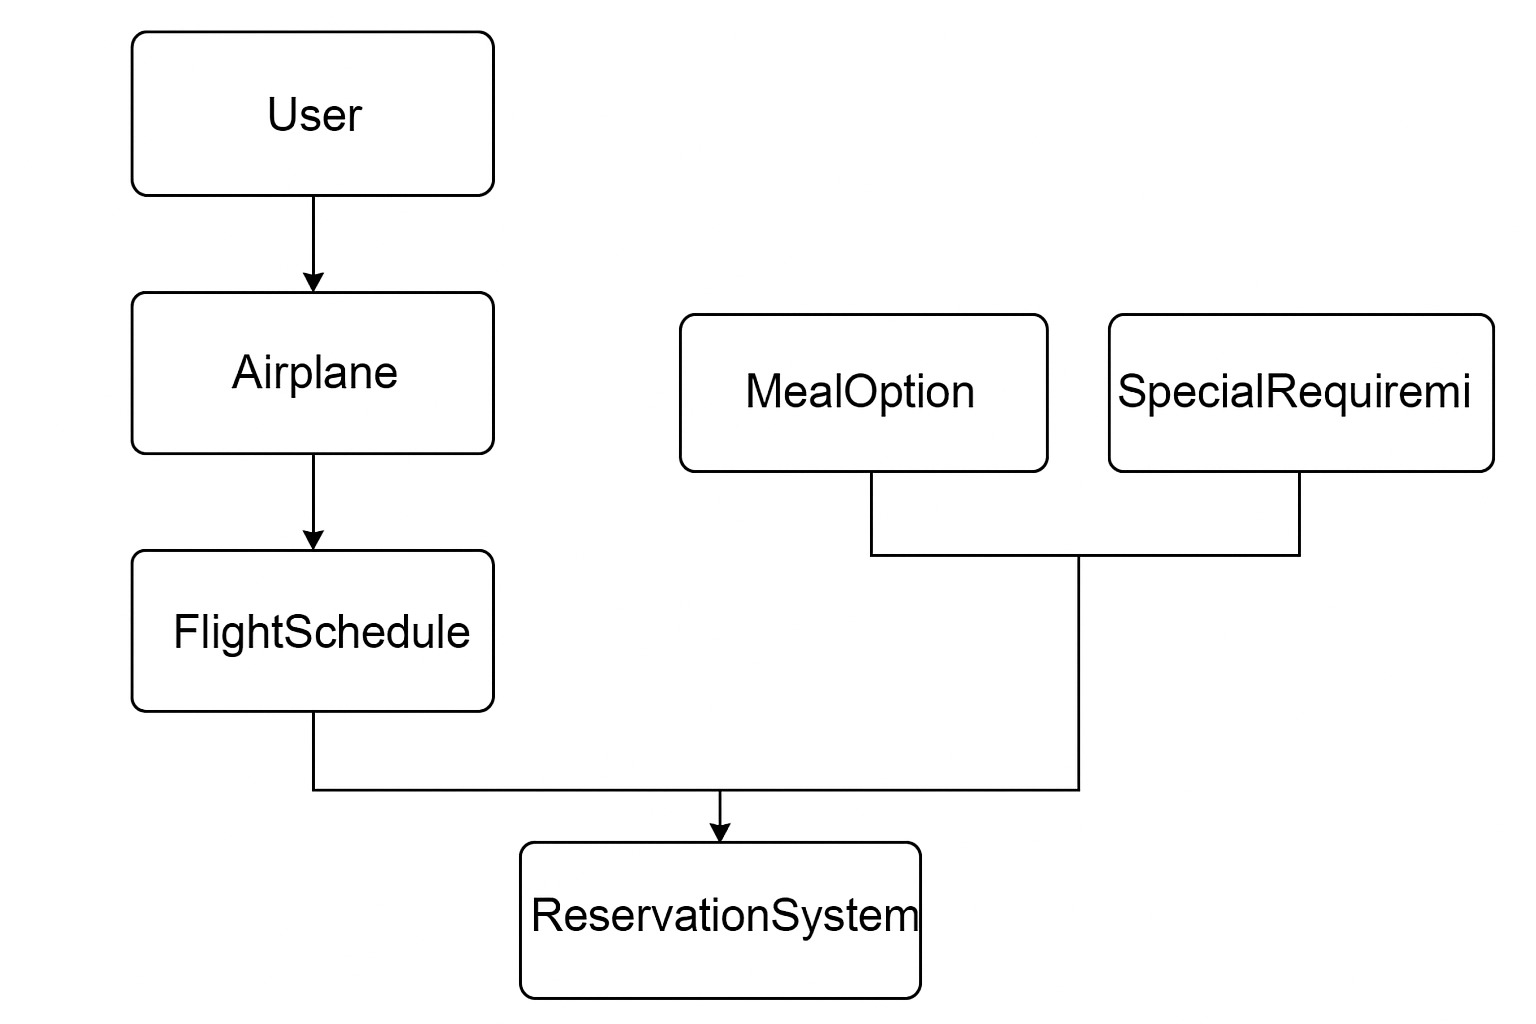 User
Airplane
MealOption
SpecialRequiremi
FlightSchedule
ReservationSystem